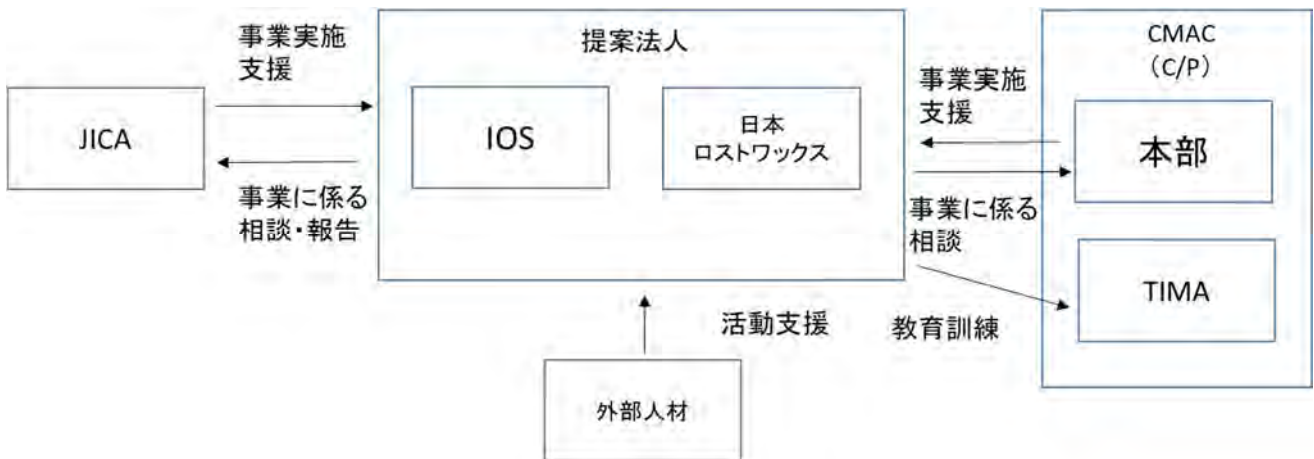 事業実施
支援
JICA
事業に係る
相談・報告
提案法人
IOS
日本
ロストワックス
事業実施
支援
事業に係る
相談
CMAC
（C/P）
本部
TIMA
教育訓練
活動支援
外部人材